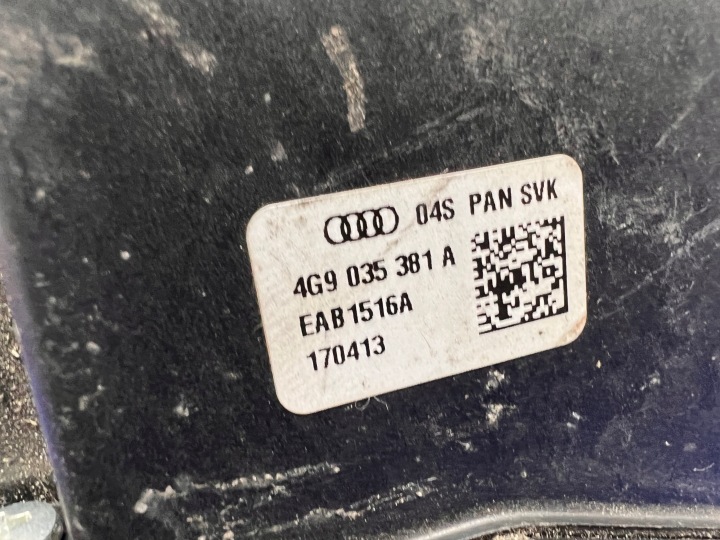 04S PAN SVK
4G9 035 381 A
EAB1516A
170413